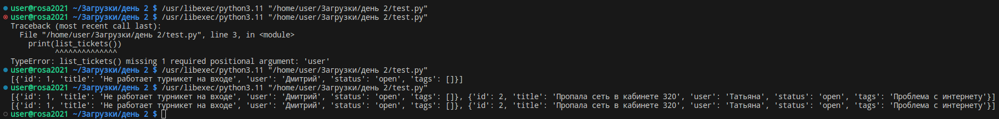 user@rosa2021 ~/Загрузки/день 2 $ /usr/libexec/python3.11 "/home/user/Загрузки/день 2/test.py"
user@rosa2021 ~/Загрузки/день 2 $ /usr/libexec/python3.11 "/home/user/Загрузки/день 2/test.py"
Traceback (most recent call last):
  File "/home/user/Загрузки/день 2/test.py", line 3, in <module>
    print(list_tickets())
          ^^^^^^^^^^^^^^
TypeError: list_tickets() missing 1 required positional argument: 'user'
user@rosa2021 ~/Загрузки/день 2 $ /usr/libexec/python3.11 "/home/user/Загрузки/день 2/test.py"
[{'id': 1, 'title': 'Не работает турникет на входе', 'user': 'Дмитрий', 'status': 'open', 'tags': []}]
user@rosa2021 ~/Загрузки/день 2 $ /usr/libexec/python3.11 "/home/user/Загрузки/день 2/test.py"
[{'id': 1, 'title': 'Не работает турникет на входе', 'user': 'Дмитрий', 'status': 'open', 'tags': []}, {'id': 2, 'title': 'Пропала сеть в кабинете 320', 'user': 'Татьяна', 'status': 'open', 'tags': 'Проблема с интернету'}]
[{'id': 1, 'title': 'Не работает турникет на входе', 'user': 'Дмитрий', 'status': 'open', 'tags': []}, {'id': 2, 'title': 'Пропала сеть в кабинете 320', 'user': 'Татьяна', 'status': 'open', 'tags': 'Проблема с интернету'}]
user@rosa2021 ~/Загрузки/день 2 $